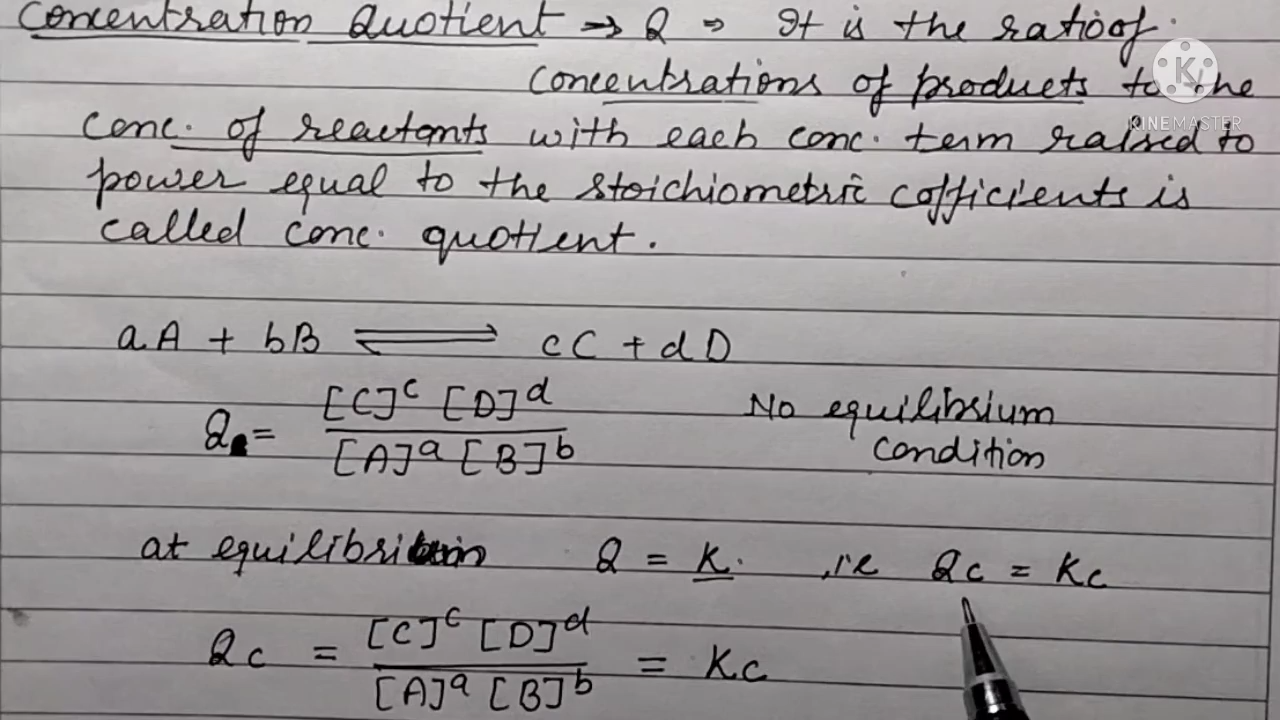 Concentration Quotient → Q ⇒ It is the ratio of
concentrations of products to the
conc. of reactants with each conc. term raised to
power equal to the stoichiometric cofficients is
called conc. quotient.
aA + bB ⇌ cC + dD
Q = [C]^c [D]^d / [A]^a [B]^b
No equilibrium
condition
at equilibrium Q = K. i.e Qc = Kc
Qc = [C]^c [D]^d / [A]^a [B]^b = Kc
K
KINEMASTER